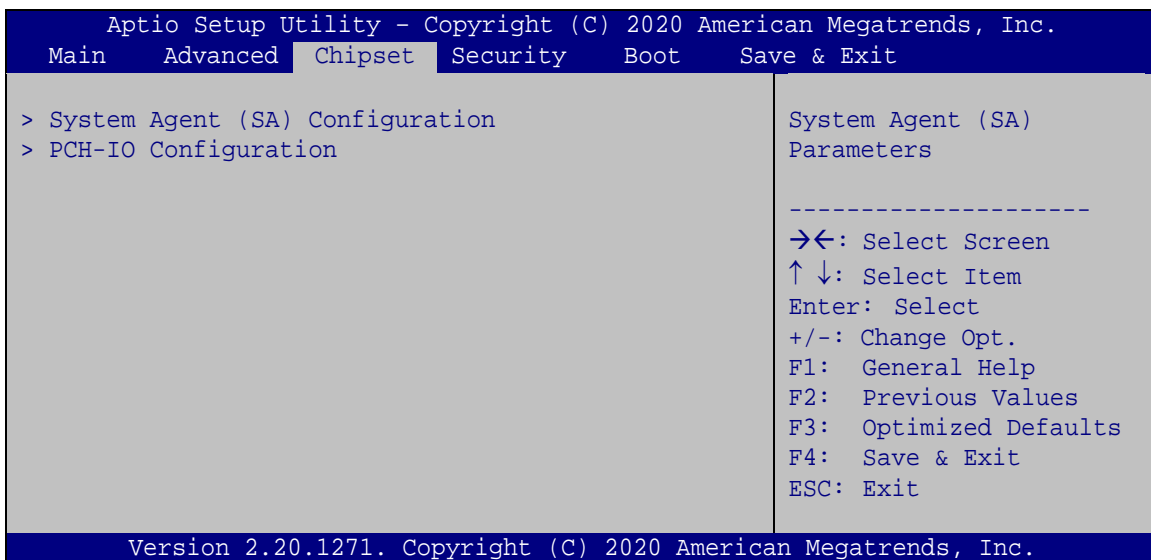 Aptio Setup Utility – Copyright (C) 2020 American Megatrends, Inc.
Main Advanced Chipset Security Boot Save & Exit
> System Agent (SA) Configuration
> PCH-IO Configuration
System Agent (SA)
Parameters
---------------------
→←: Select Screen
↑ ↓: Select Item
Enter: Select
+/-: Change Opt.
F1: General Help
F2: Previous Values
F3: Optimized Defaults
F4: Save & Exit
ESC: Exit
Version 2.20.1271. Copyright (C) 2020 American Megatrends, Inc.